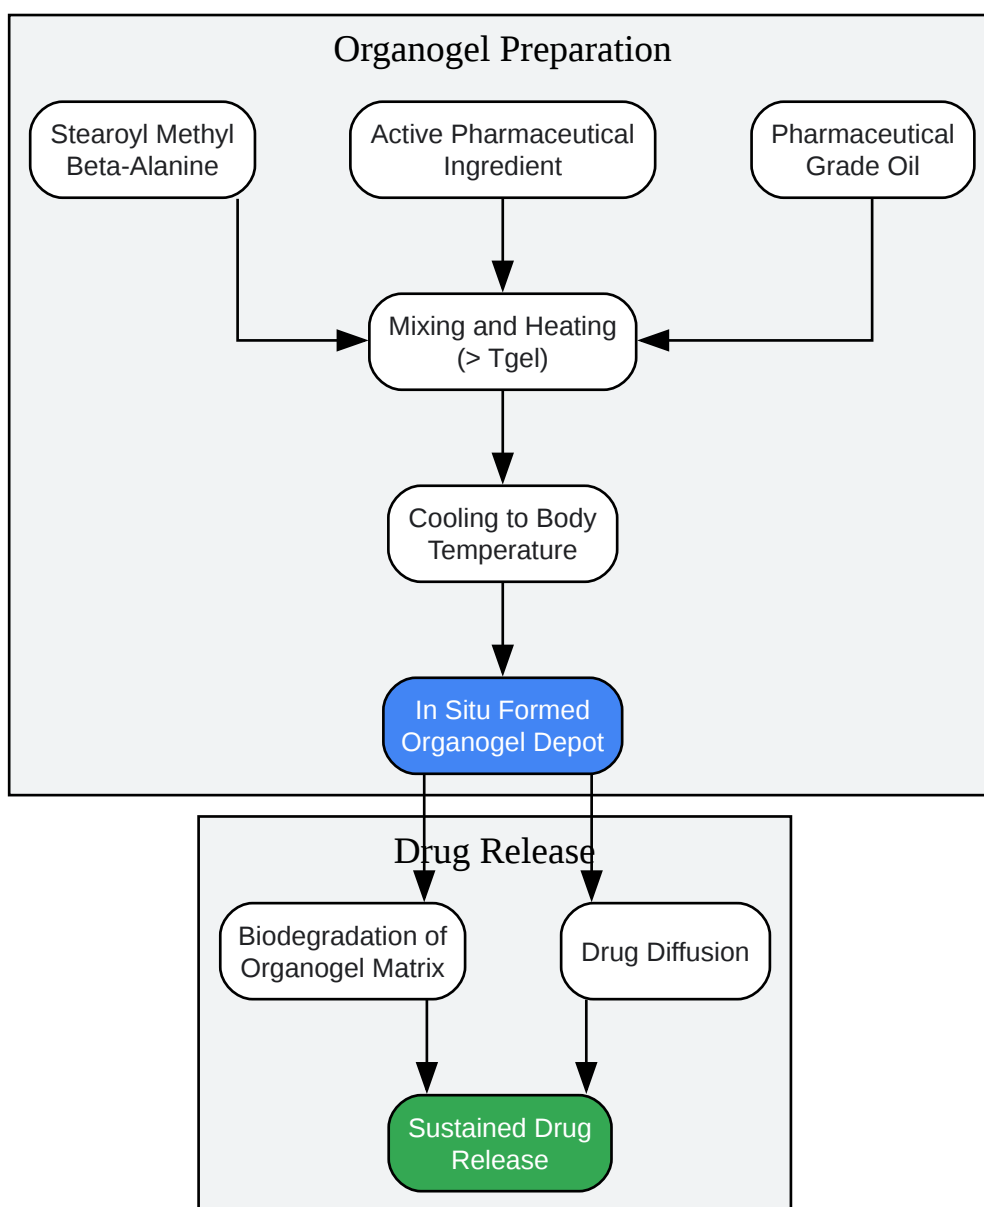 Organogel Preparation
Stearoyl Methyl
Beta-Alanine
Active Pharmaceutical
Ingredient
Pharmaceutical
Grade Oil
Mixing and Heating
(> Tgel)
Cooling to Body
Temperature
In Situ Formed
Organogel Depot
Drug Release
Biodegradation of
Organogel Matrix
Drug Diffusion
Sustained Drug
Release